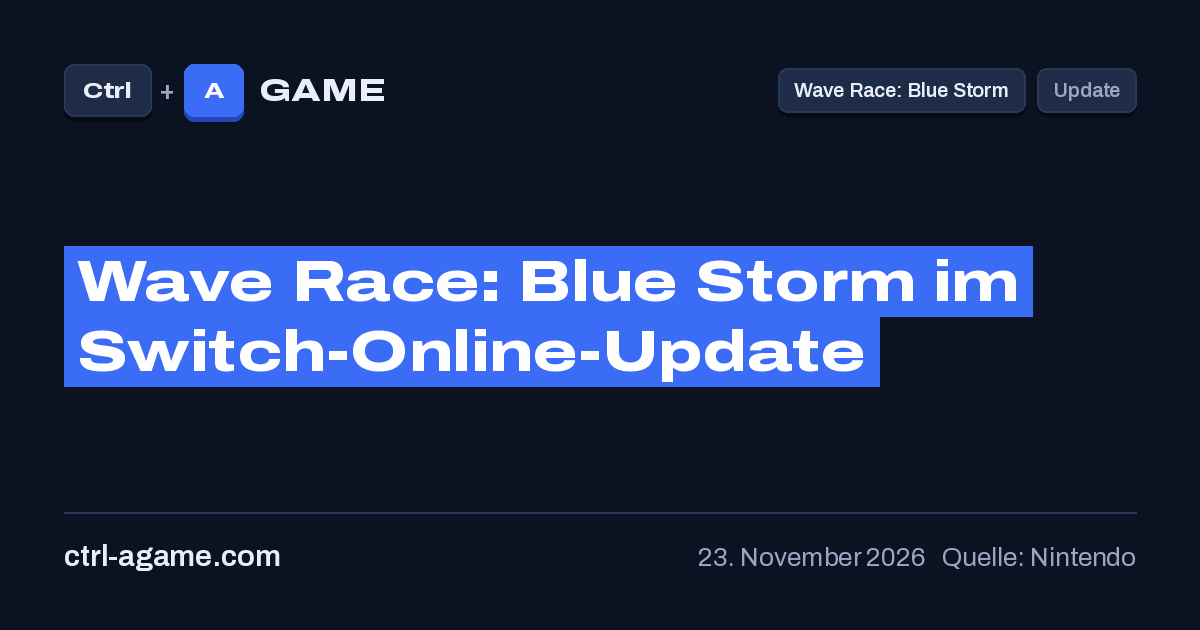 Ctrl + A GAME
Wave Race: Blue Storm
Update
Wave Race: Blue Storm im
Switch-Online-Update
ctrl-agame.com
23. November 2026 Quelle: Nintendo